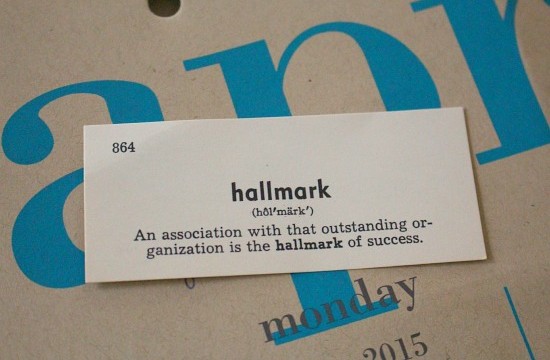 apr
864
hallmark
(hôl′märk′)
An association with that outstanding or-
ganization is the hallmark of success.
monday
2015